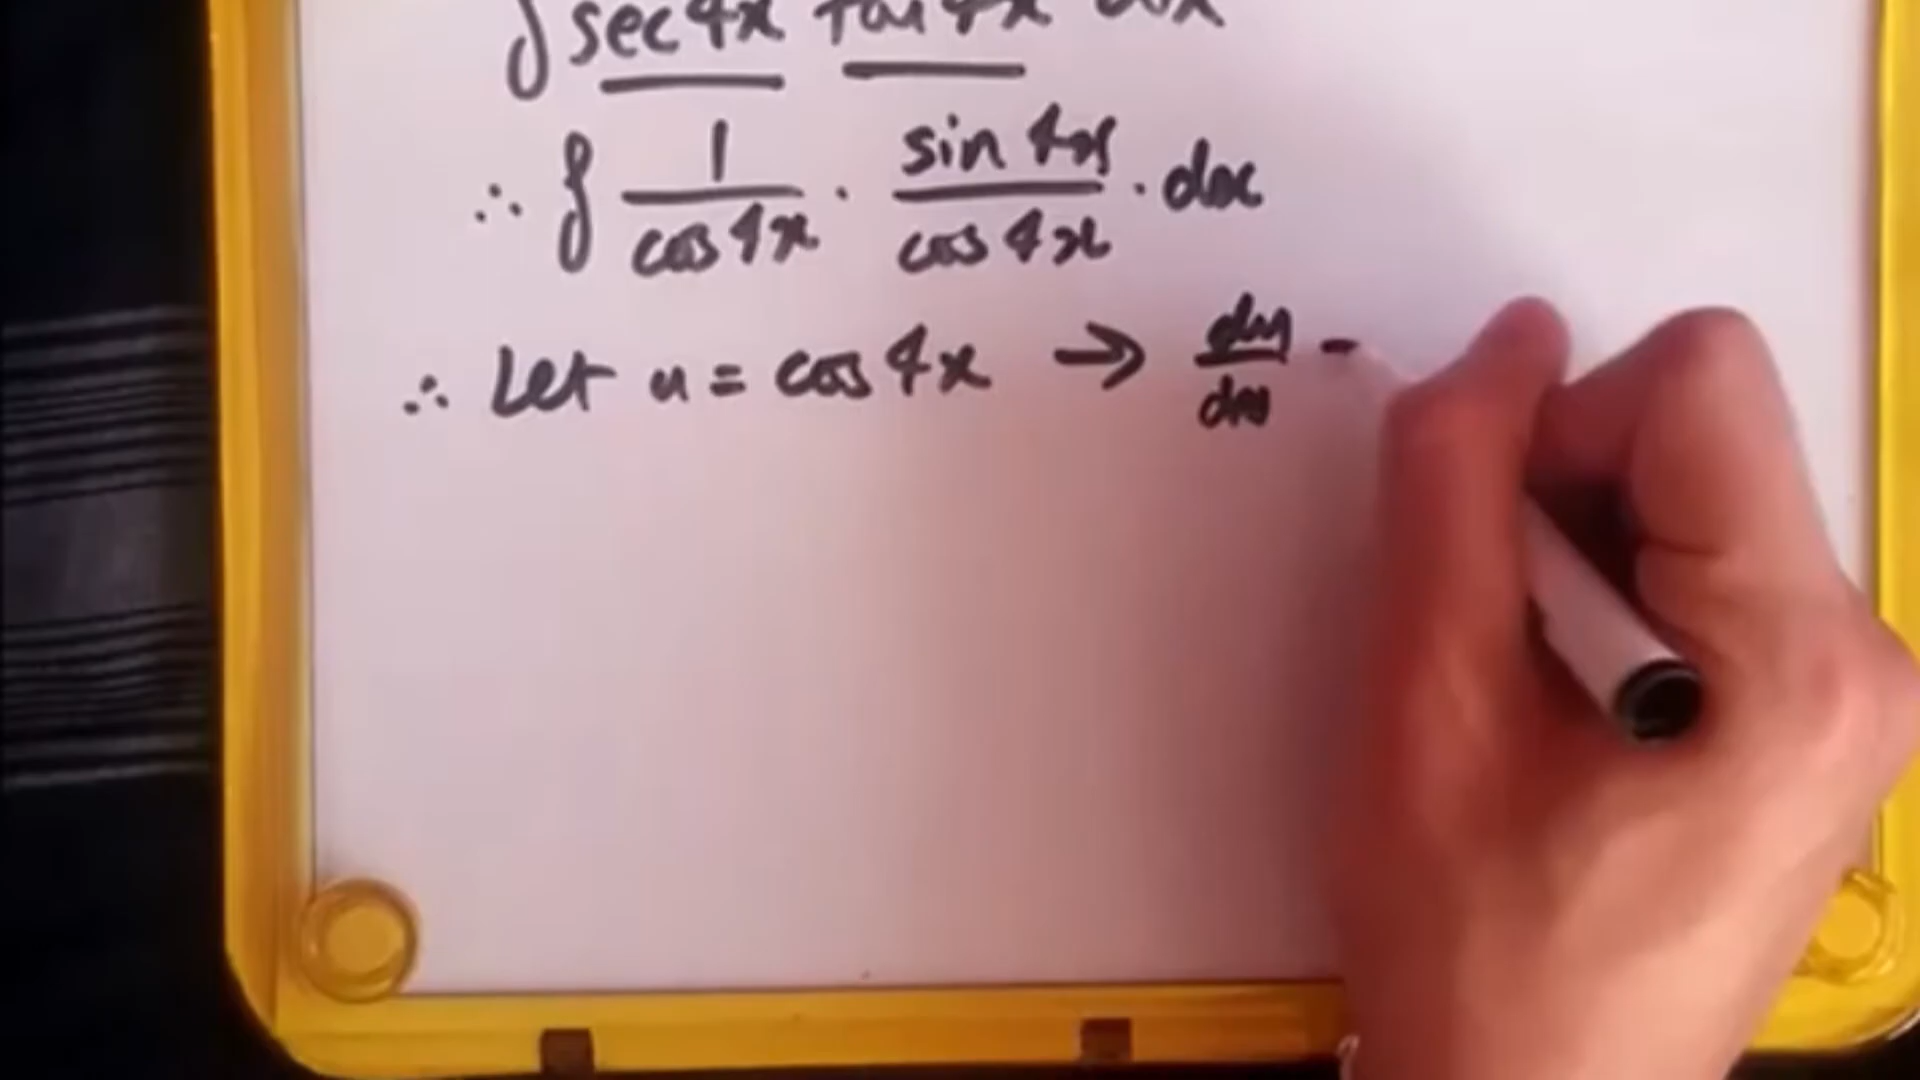 ∫ sec4x tan4x dx
∴ ∫ 1/cos4x · sin4x/cos4x · dx
∴ Let u = cos4x → du/dx -